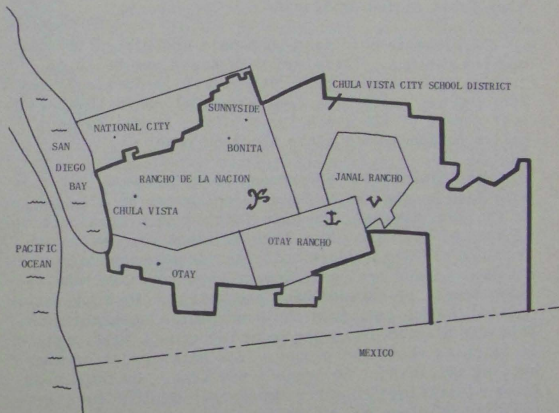 CHULA VISTA CITY SCHOOL DISTRICT
SUNNYSIDE
NATIONAL CITY
SAN
DIEGO
BAY
BONITA
RANCHO DE LA NACION
JANAL RANCHO
CHULA VISTA
OTAY RANCHO
PACIFIC
OCEAN
OTAY
MEXICO